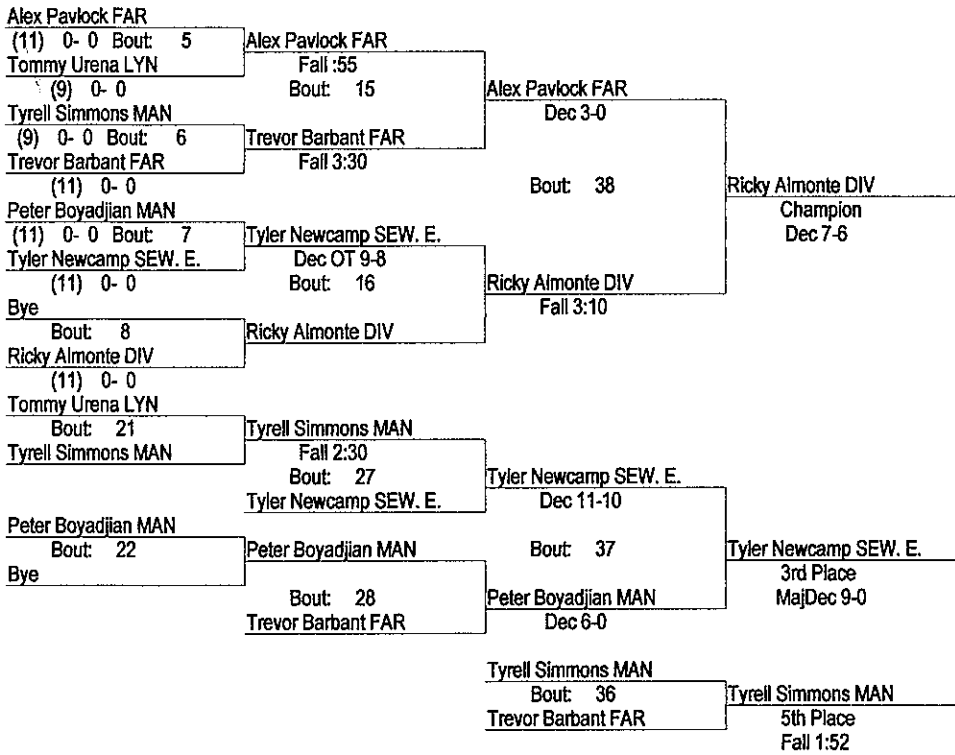 Alex Pavlock FAR
(11) 0- 0 Bout: 5
Tommy Urena LYN
(9) 0- 0
Tyrell Simmons MAN
(9) 0- 0 Bout: 6
Trevor Barbant FAR
(11) 0- 0
Peter Boyadjian MAN
(11) 0- 0 Bout: 7
Tyler Newcamp SEW. E.
(11) 0- 0
Bye
Bout: 8
Ricky Almonte DIV
(11) 0- 0
Alex Pavlock FAR
Fall :55
Bout: 15
Trevor Barbant FAR
Fall 3:30
Tyler Newcamp SEW. E.
Dec OT 9-8
Bout: 16
Ricky Almonte DIV
Alex Pavlock FAR
Dec 3-0
Bout: 38
Ricky Almonte DIV
Fall 3:10
Ricky Almonte DIV
Champion
Dec 7-6
Tommy Urena LYN
Bout: 21
Tyrell Simmons MAN
Peter Boyadjian MAN
Bout: 22
Bye
Tyrell Simmons MAN
Fall 2:30
Bout: 27
Tyler Newcamp SEW. E.
Peter Boyadjian MAN
Bout: 28
Trevor Barbant FAR
Tyler Newcamp SEW. E.
Dec 11-10
Bout: 37
Peter Boyadjian MAN
Dec 6-0
Tyler Newcamp SEW. E.
3rd Place
MajDec 9-0
Tyrell Simmons MAN
Bout: 36
Trevor Barbant FAR
Tyrell Simmons MAN
5th Place
Fall 1:52